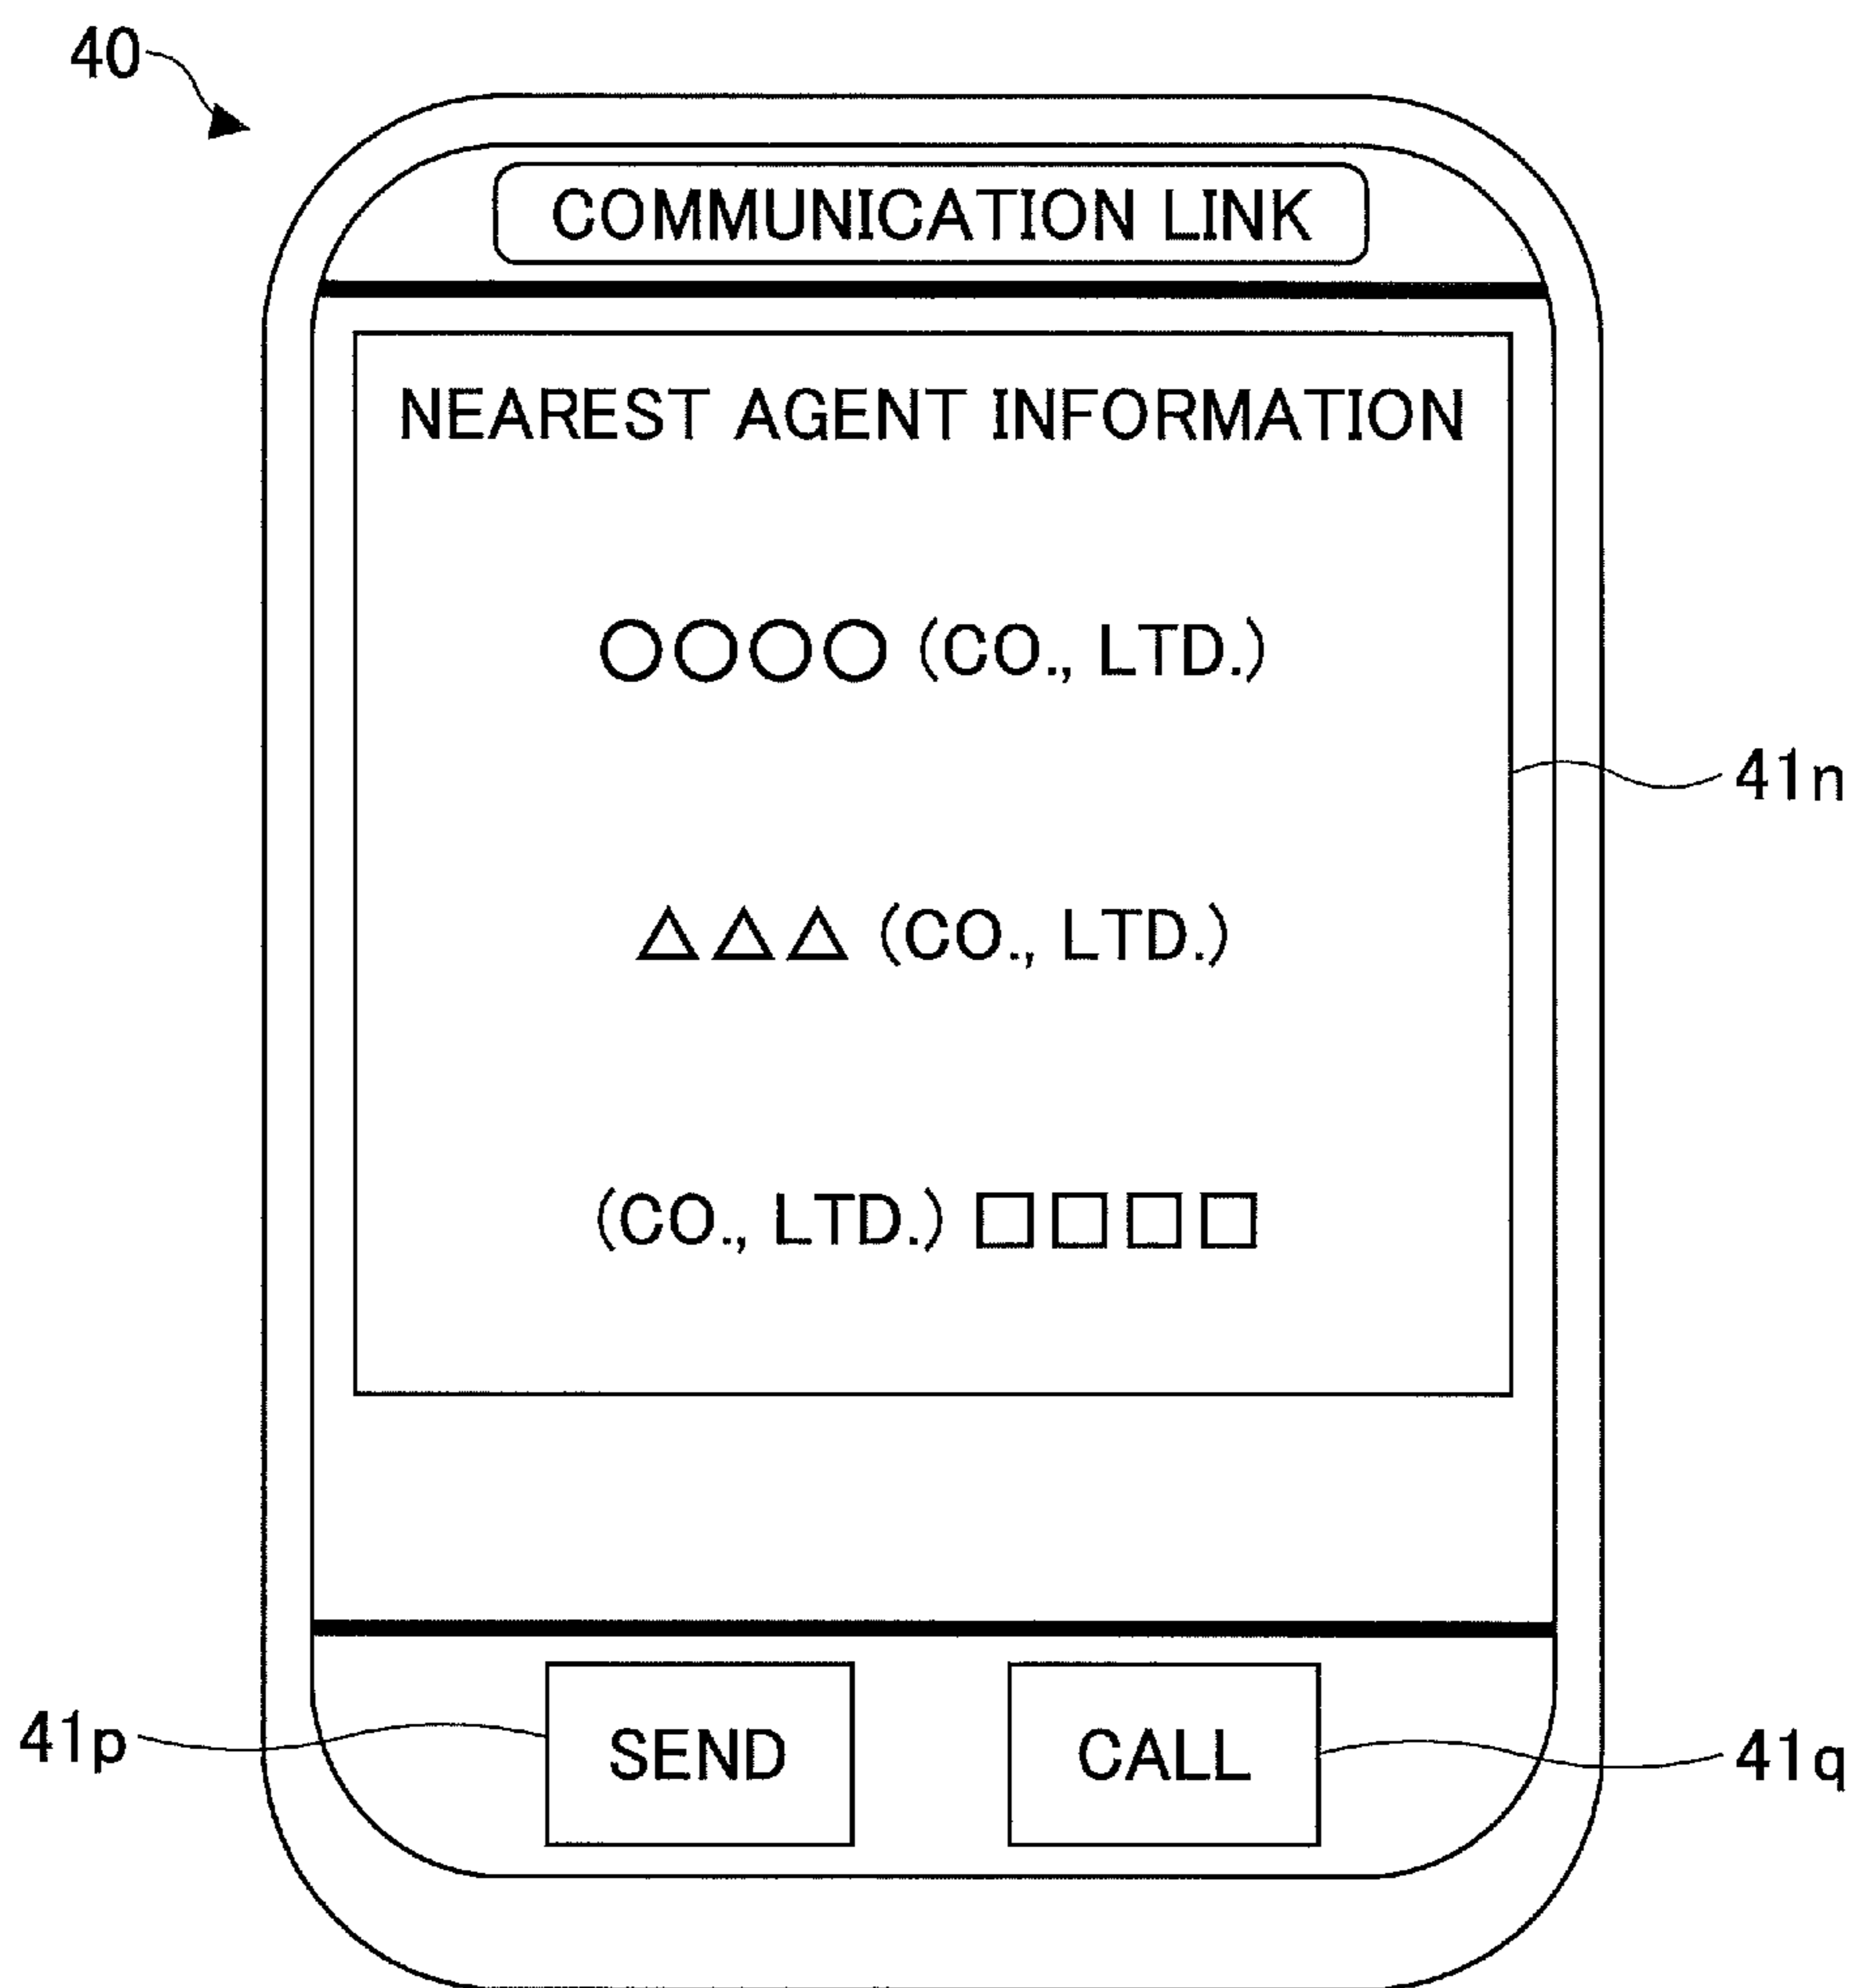 40
COMMUNICATION LINK
NEAREST AGENT INFORMATION
○○○○ (CO., LTD.)
41n
△△△ (CO., LTD.)
(CO., LTD.) □□□□
41p
SEND
CALL
41q